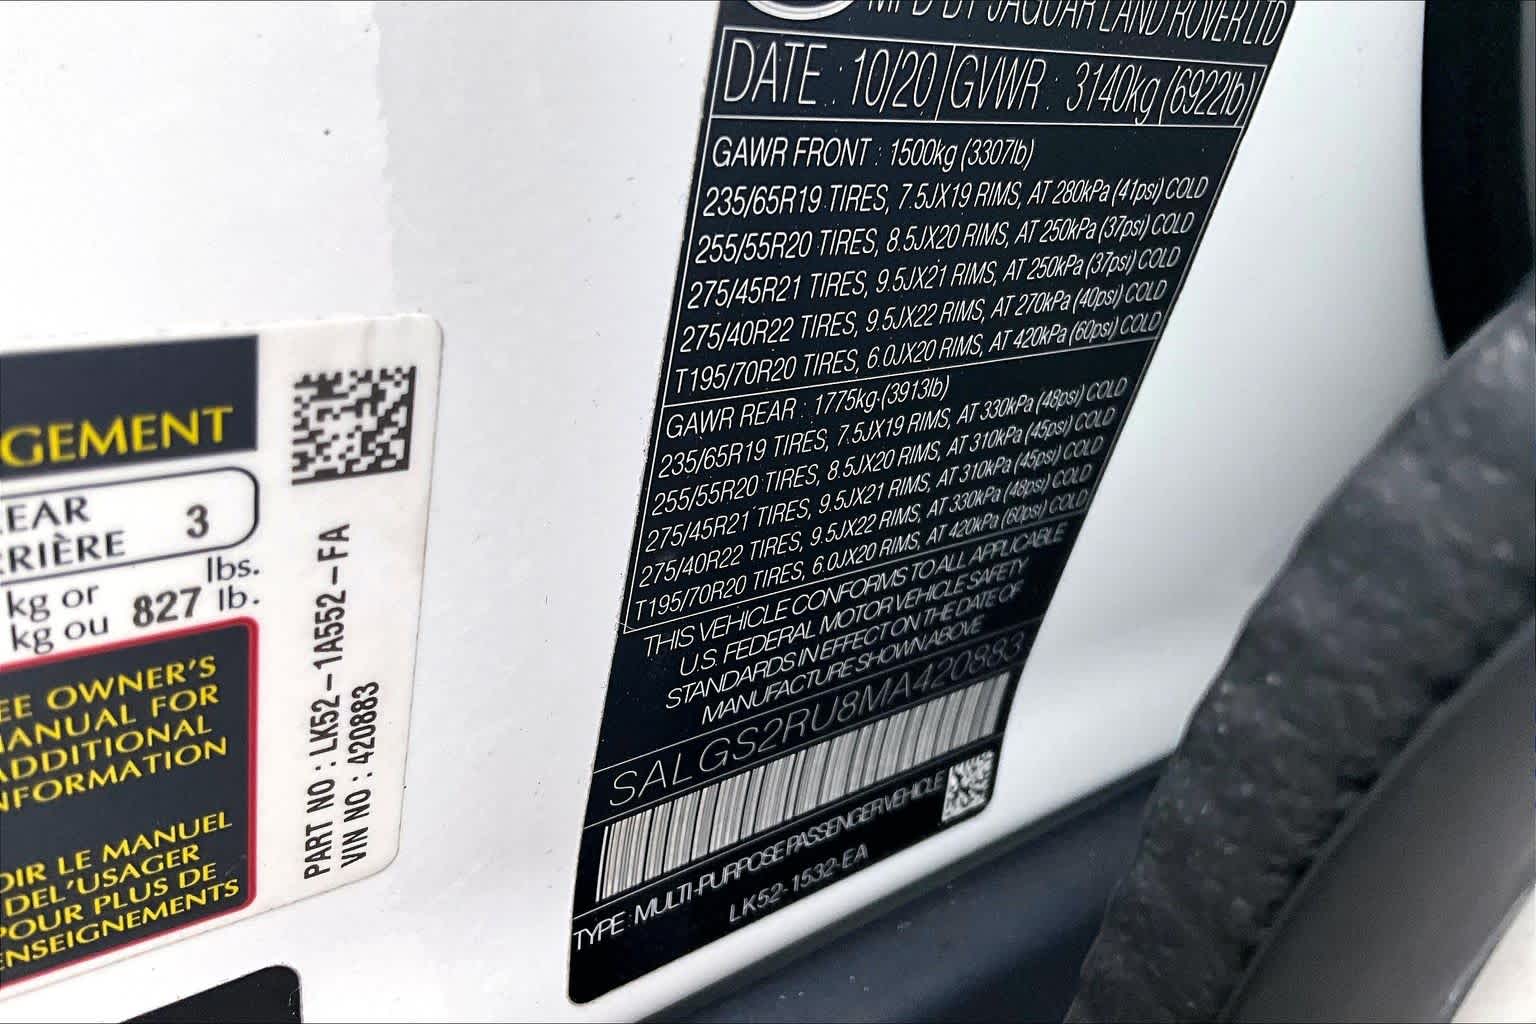 GEMENT
EAR
RRIÈRE 3
kg or lbs.
kg ou 827 lb.
EE OWNER'S
MANUAL FOR
ADDITIONAL
NFORMATION
OIR LE MANUEL
DE L'USAGER
POUR PLUS DE
ENSEIGNEMENTS
PART NO : LK52-1A552-FA
VIN NO : 420883
MFD BY JAGUAR LAND ROVER LTD
DATE : 10/20 GVWR : 3140kg (6922lb)
GAWR FRONT : 1500kg (3307lb)
235/65R19 TIRES, 7.5JX19 RIMS, AT 280kPa (41psi) COLD
255/55R20 TIRES, 8.5JX20 RIMS, AT 250kPa (37psi) COLD
275/45R21 TIRES, 9.5JX21 RIMS, AT 250kPa (37psi) COLD
275/40R22 TIRES, 9.5JX22 RIMS, AT 270kPa (40psi) COLD
T195/70R20 TIRES, 6.0JX20 RIMS, AT 420kPa (60psi) COLD
GAWR REAR : 1775kg (3913lb)
235/65R19 TIRES, 7.5JX19 RIMS, AT 330kPa (48psi) COLD
255/55R20 TIRES, 8.5JX20 RIMS, AT 310kPa (45psi) COLD
275/45R21 TIRES, 9.5JX21 RIMS, AT 310kPa (45psi) COLD
275/40R22 TIRES, 9.5JX22 RIMS, AT 330kPa (48psi) COLD
T195/70R20 TIRES, 6.0JX20 RIMS, AT 420kPa (60psi) COLD
THIS VEHICLE CONFORMS TO ALL APPLICABLE
U.S. FEDERAL MOTOR VEHICLE SAFETY
STANDARDS IN EFFECT ON THE DATE OF
MANUFACTURE SHOWN ABOVE
SALGS2RU8MA420883
TYPE : MULTI-PURPOSE PASSENGER VEHICLE
LK52-1532-EA